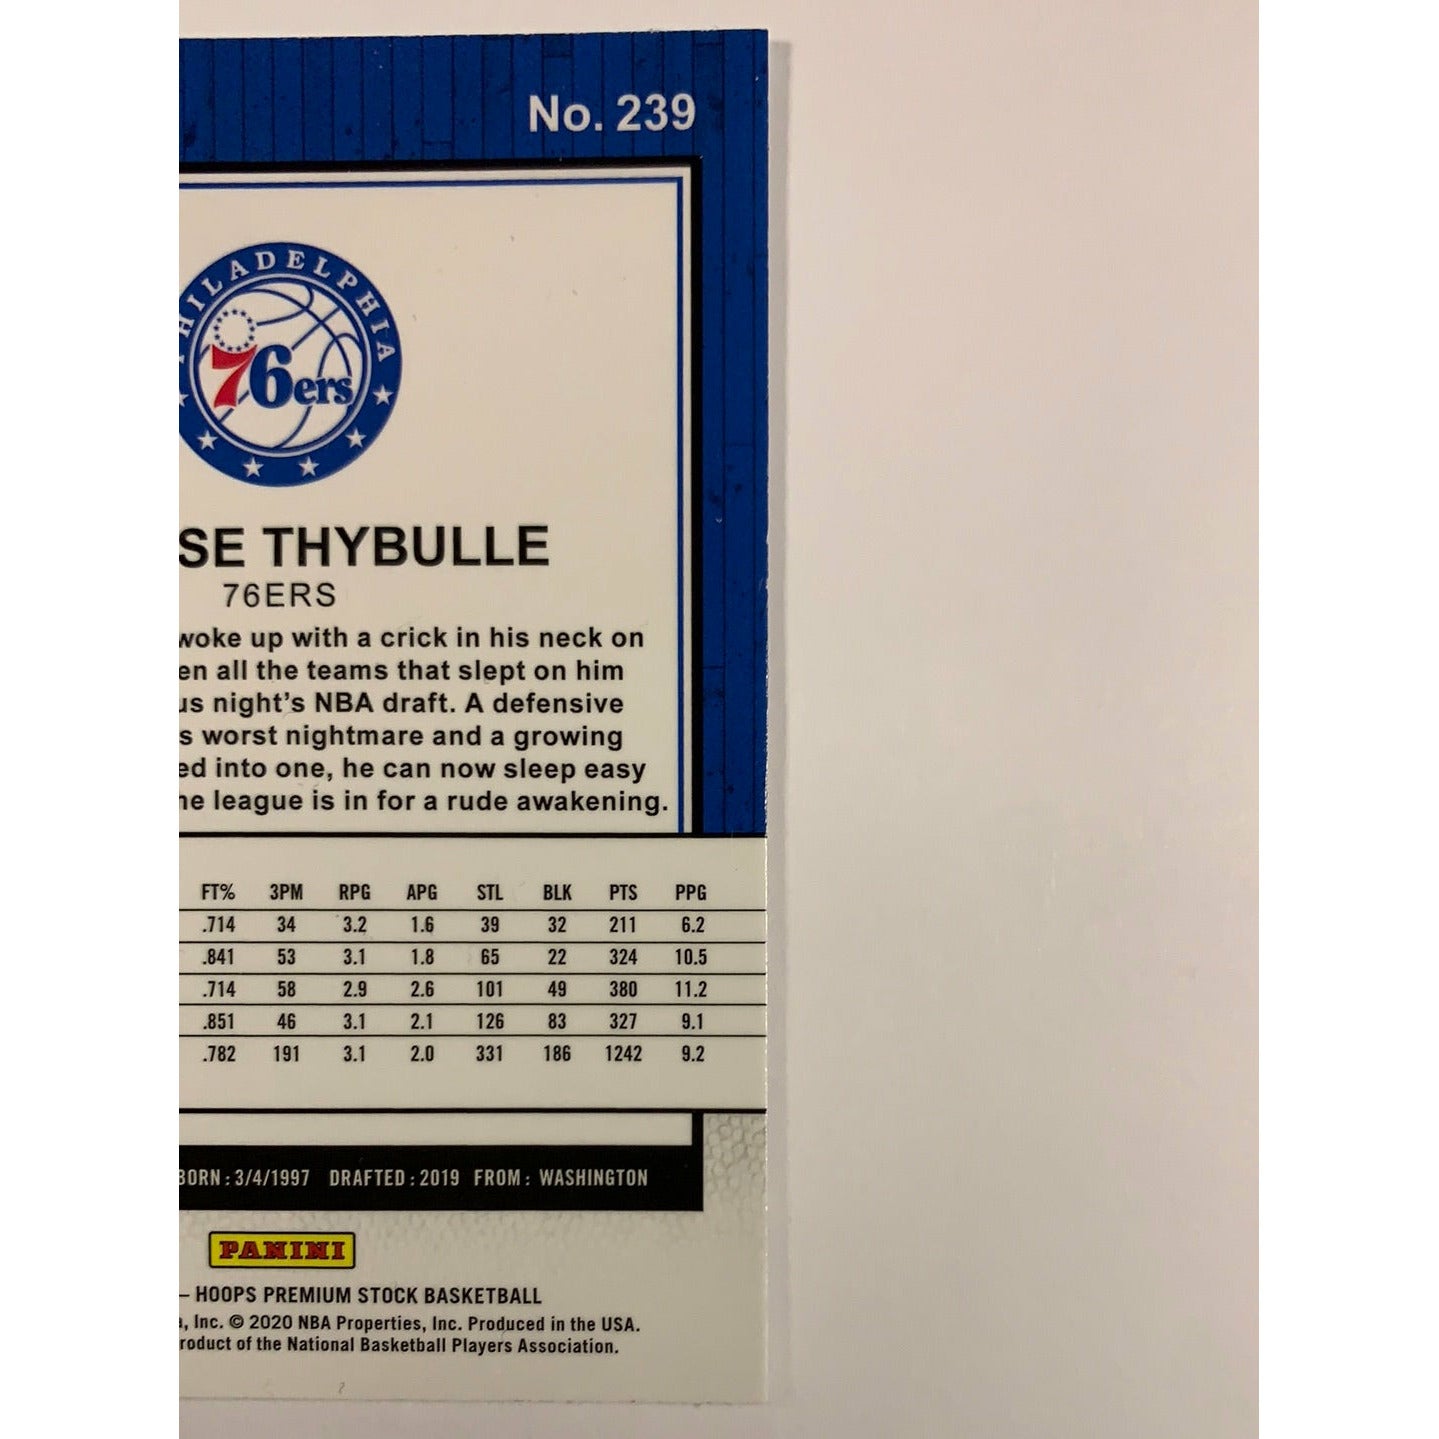 No. 239
PHILADELPHIA
76ers
SE THYBULLE
76ERS
woke up with a crick in his neck on
en all the teams that slept on him
us night's NBA draft. A defensive
s worst nightmare and a growing
ed into one, he can now sleep easy
he league is in for a rude awakening.
FT% 3PM RPG APG STL BLK PTS PPG
.714 34 3.2 1.6 39 32 211 6.2
.841 53 3.1 1.8 65 22 324 10.5
.714 58 2.9 2.6 101 49 380 11.2
.851 46 3.1 2.1 126 83 327 9.1
.782 191 3.1 2.0 331 186 1242 9.2
BORN : 3/4/1997 DRAFTED : 2019 FROM : WASHINGTON
PANINI
– HOOPS PREMIUM STOCK BASKETBALL
, Inc. © 2020 NBA Properties, Inc. Produced in the USA.
roduct of the National Basketball Players Association.